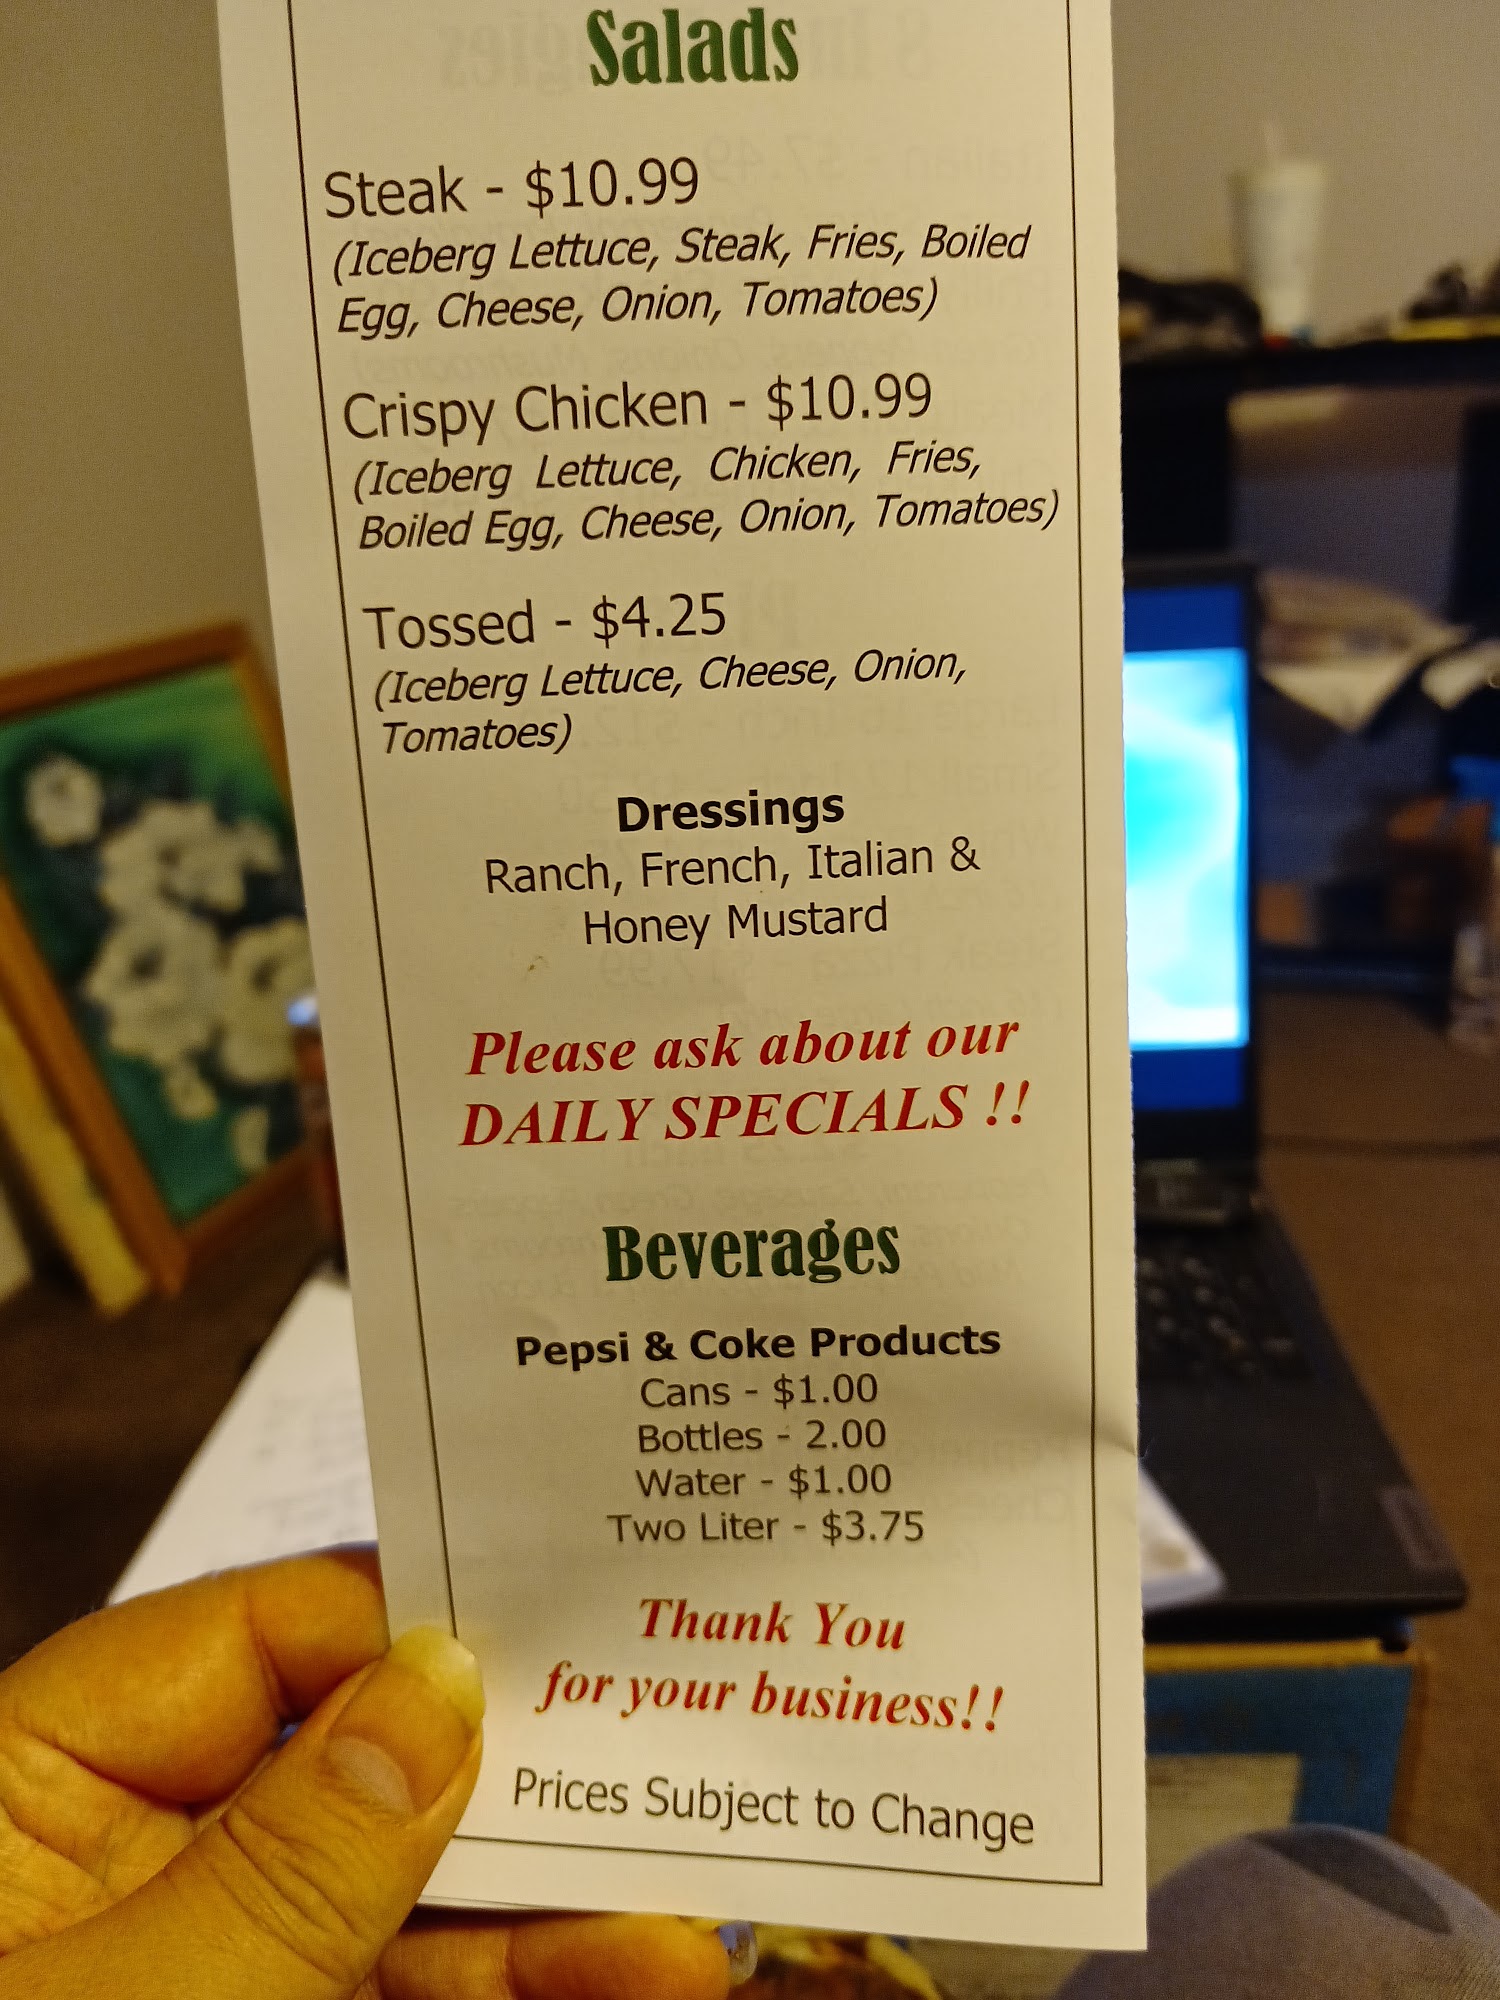 Salads
Steak - $10.99
(Iceberg Lettuce, Steak, Fries, Boiled
Egg, Cheese, Onion, Tomatoes)
Crispy Chicken - $10.99
(Iceberg Lettuce, Chicken, Fries,
Boiled Egg, Cheese, Onion, Tomatoes)
Tossed - $4.25
(Iceberg Lettuce, Cheese, Onion,
Tomatoes)
Dressings
Ranch, French, Italian &
Honey Mustard
Please ask about our
DAILY SPECIALS !!
Beverages
Pepsi & Coke Products
Cans - $1.00
Bottles - 2.00
Water - $1.00
Two Liter - $3.75
Thank You
for your business!!
Prices Subject to Change